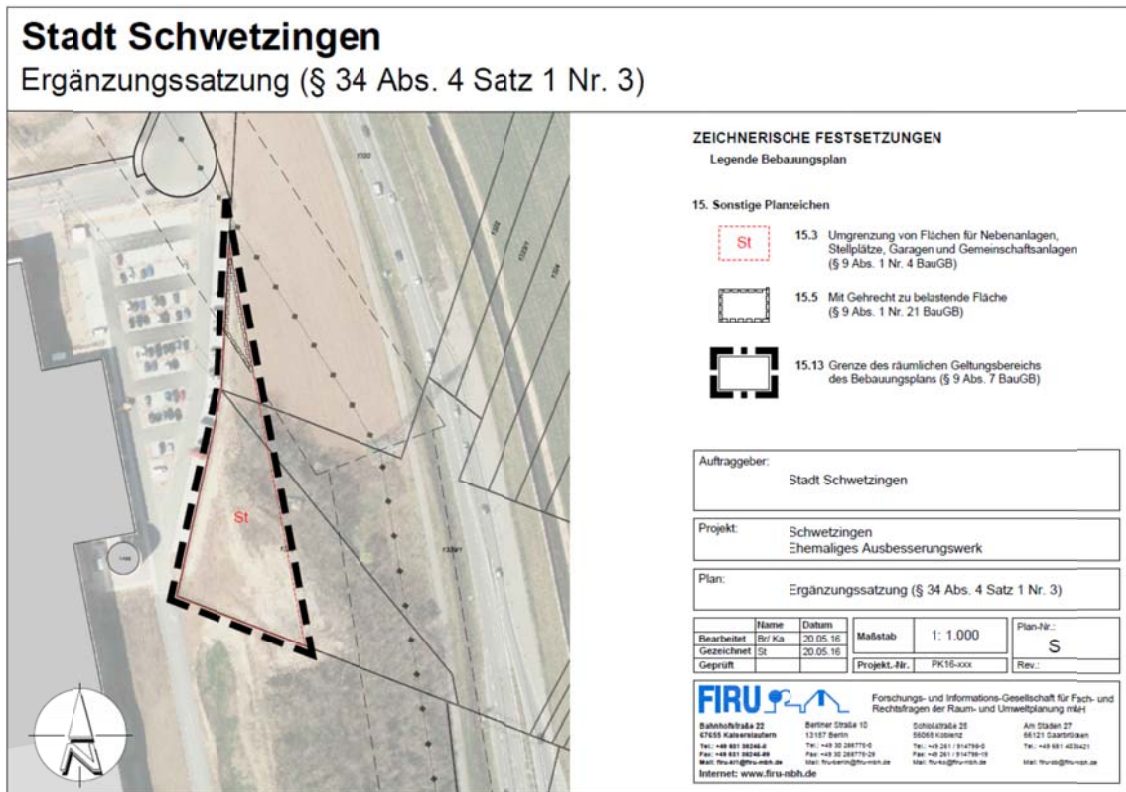 Stadt Schwetzingen
Ergänzungssatzung (§ 34 Abs. 4 Satz 1 Nr. 3)
St
ZEICHNERISCHE FESTSETZUNGEN
Legende Bebauungsplan
15. Sonstige Planzeichen
St
15.3 Umgrenzung von Flächen für Nebenanlagen,
Stellplätze, Garagen und Gemeinschaftsanlagen
(§ 9 Abs. 1 Nr. 4 BauGB)
15.5 Mit Gehrecht zu belastende Fläche
(§ 9 Abs. 1 Nr. 21 BauGB)
15.13 Grenze des räumlichen Geltungsbereichs
des Bebauungsplans (§ 9 Abs. 7 BauGB)
Auftraggeber:
Stadt Schwetzingen
Projekt:
Schwetzingen
Ehemaliges Ausbesserungswerk
Plan:
Ergänzungssatzung (§ 34 Abs. 4 Satz 1 Nr. 3)
Name Datum
Bearbeitet Br/ Ka 20.05.16
Gezeichnet St 20.05.16
Geprüft
Maßstab 1: 1.000
Projekt.-Nr. PK16-xxx
Plan-Nr.:
S
Rev.:
FIRU
Forschungs- und Informations-Gesellschaft für Fach- und
Rechtsfragen der Raum- und Umweltplanung mbH
Bahnhofstraße 22
67655 Kaiserslautern
Berliner Straße 10
13187 Berlin
Schloßstraße 25
56068 Koblenz
Am Staden 27
66121 Saarbrücken
Internet: www.firu-mbh.de
N